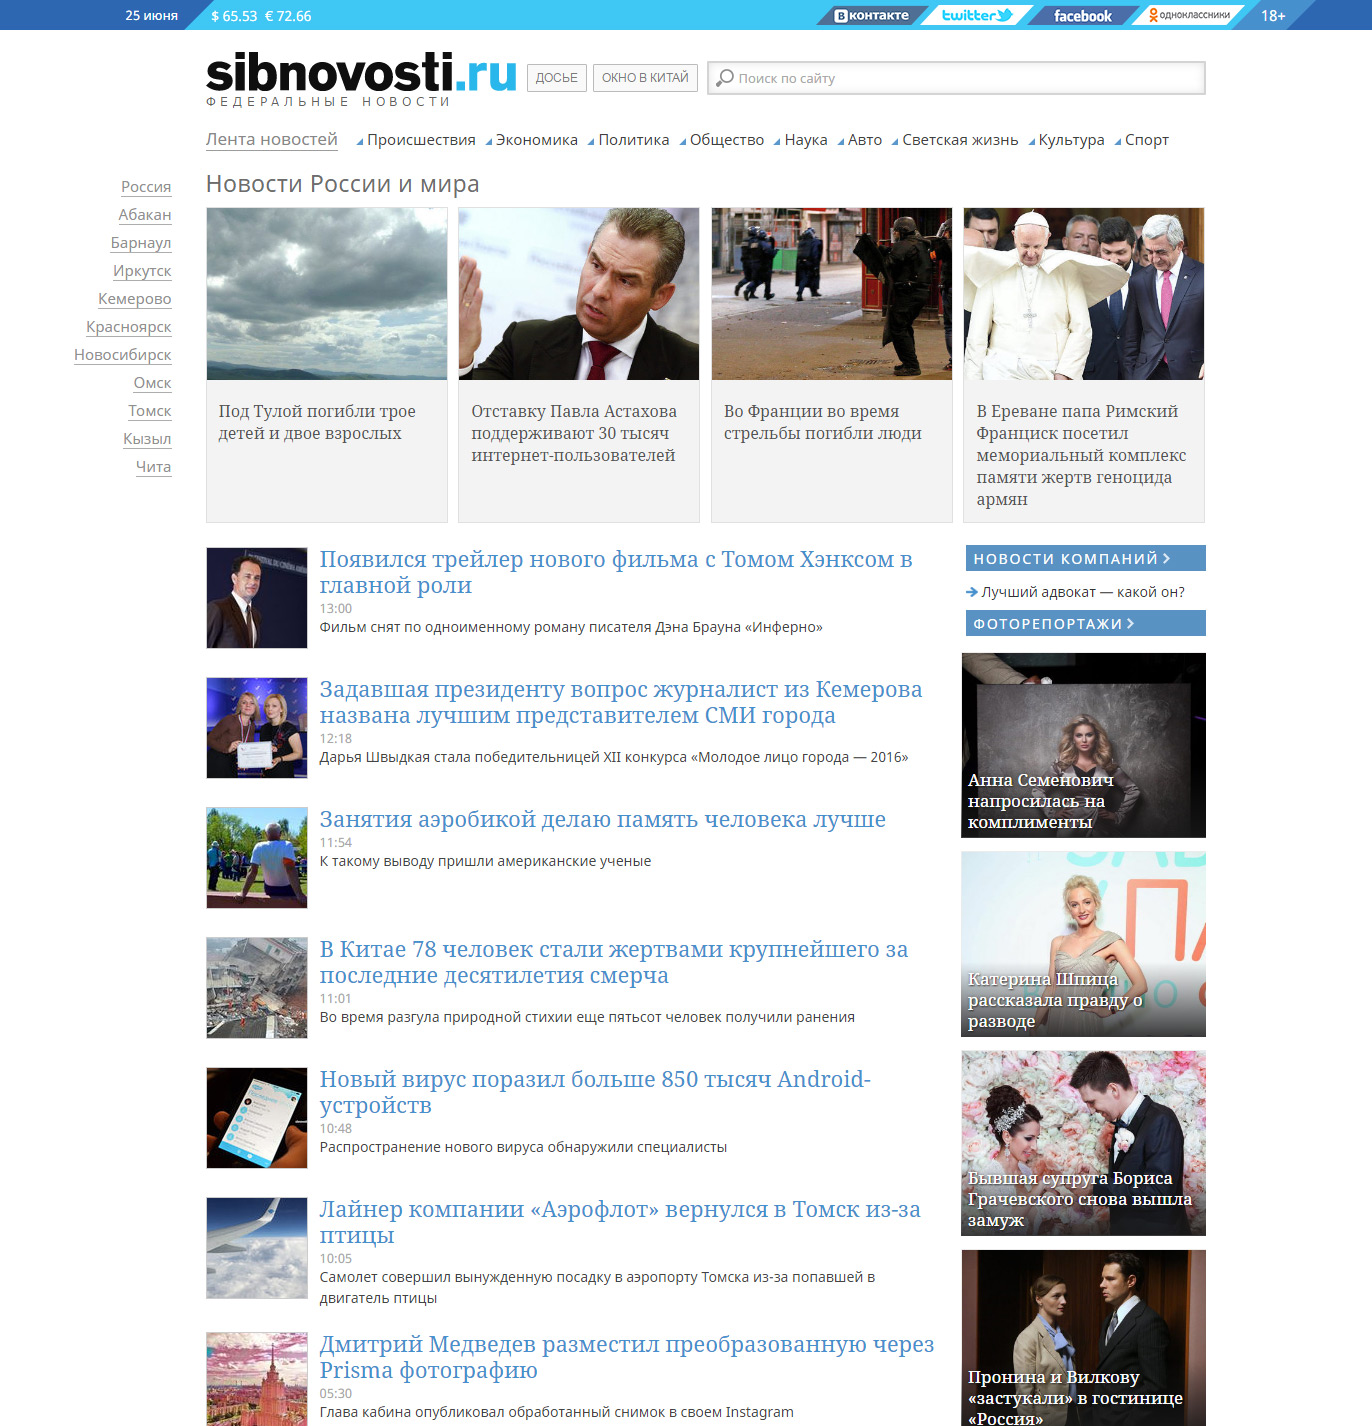 25 июня
$ 65.53 € 72.66
вконтакте
twitter
facebook
одноклассники
18+
sibnovosti.ru
ФЕДЕРАЛЬНЫЕ НОВОСТИ
ДОСЬЕ
ОКНО В КИТАЙ
Поиск по сайту
Лента новостей
Происшествия
Экономика
Политика
Общество
Наука
Авто
Светская жизнь
Культура
Спорт
Россия
Абакан
Барнаул
Иркутск
Кемерово
Красноярск
Новосибирск
Омск
Томск
Кызыл
Чита
Новости России и мира
Под Тулой погибли трое
детей и двое взрослых
Отставку Павла Астахова
поддерживают 30 тысяч
интернет-пользователей
Во Франции во время
стрельбы погибли люди
В Ереване папа Римский
Франциск посетил
мемориальный комплекс
памяти жертв геноцида
армян
Появился трейлер нового фильма с Томом Хэнксом в
главной роли
13:00
Фильм снят по одноименному роману писателя Дэна Брауна «Инферно»
Задавшая президенту вопрос журналист из Кемерова
названа лучшим представителем СМИ города
12:18
Дарья Швыдкая стала победительницей XII конкурса «Молодое лицо города — 2016»
Занятия аэробикой делаю память человека лучше
11:54
К такому выводу пришли американские ученые
В Китае 78 человек стали жертвами крупнейшего за
последние десятилетия смерча
11:01
Во время разгула природной стихии еще пятьсот человек получили ранения
Новый вирус поразил больше 850 тысяч Android-
устройств
10:48
Распространение нового вируса обнаружили специалисты
Лайнер компании «Аэрофлот» вернулся в Томск из-за
птицы
10:05
Самолет совершил вынужденную посадку в аэропорту Томска из-за попавшей в
двигатель птицы
Дмитрий Медведев разместил преобразованную через
Prisma фотографию
05:30
Глава кабина опубликовал обработанный снимок в своем Instagram
НОВОСТИ КОМПАНИЙ
Лучший адвокат — какой он?
ФОТОРЕПОРТАЖИ
Анна Семенович
напросилась на
комплименты
Катерина Шпица
рассказала правду о
разводе
Бывшая супруга Бориса
Грачевского снова вышла
замуж
Пронина и Вилкову
«застукали» в гостинице
«Россия»